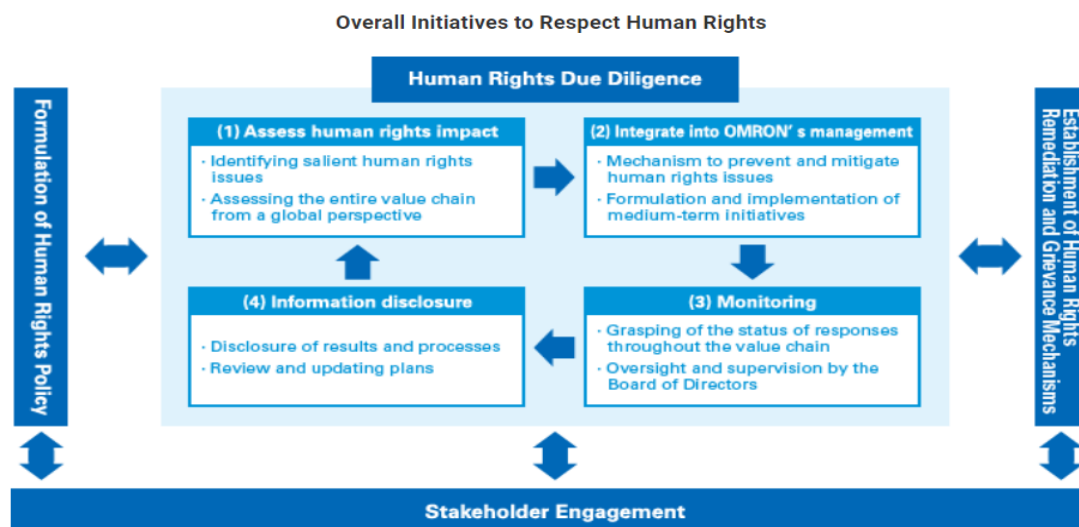 Overall Initiatives to Respect Human Rights
Human Rights Due Diligence
Formulation of Human Rights Policy
(1) Assess human rights impact
· Identifying salient human rights
issues
· Assessing the entire value chain
from a global perspective
(2) Integrate into OMRON' s management
· Mechanism to prevent and mitigate
human rights issues
· Formulation and implementation of
medium-term initiatives
(4) Information disclosure
· Disclosure of results and processes
· Review and updating plans
(3) Monitoring
· Grasping of the status of responses
throughout the value chain
· Oversight and supervision by the
Board of Directors
Establishment of Human Rights
Remediation and Grievance Mechanisms
Stakeholder Engagement